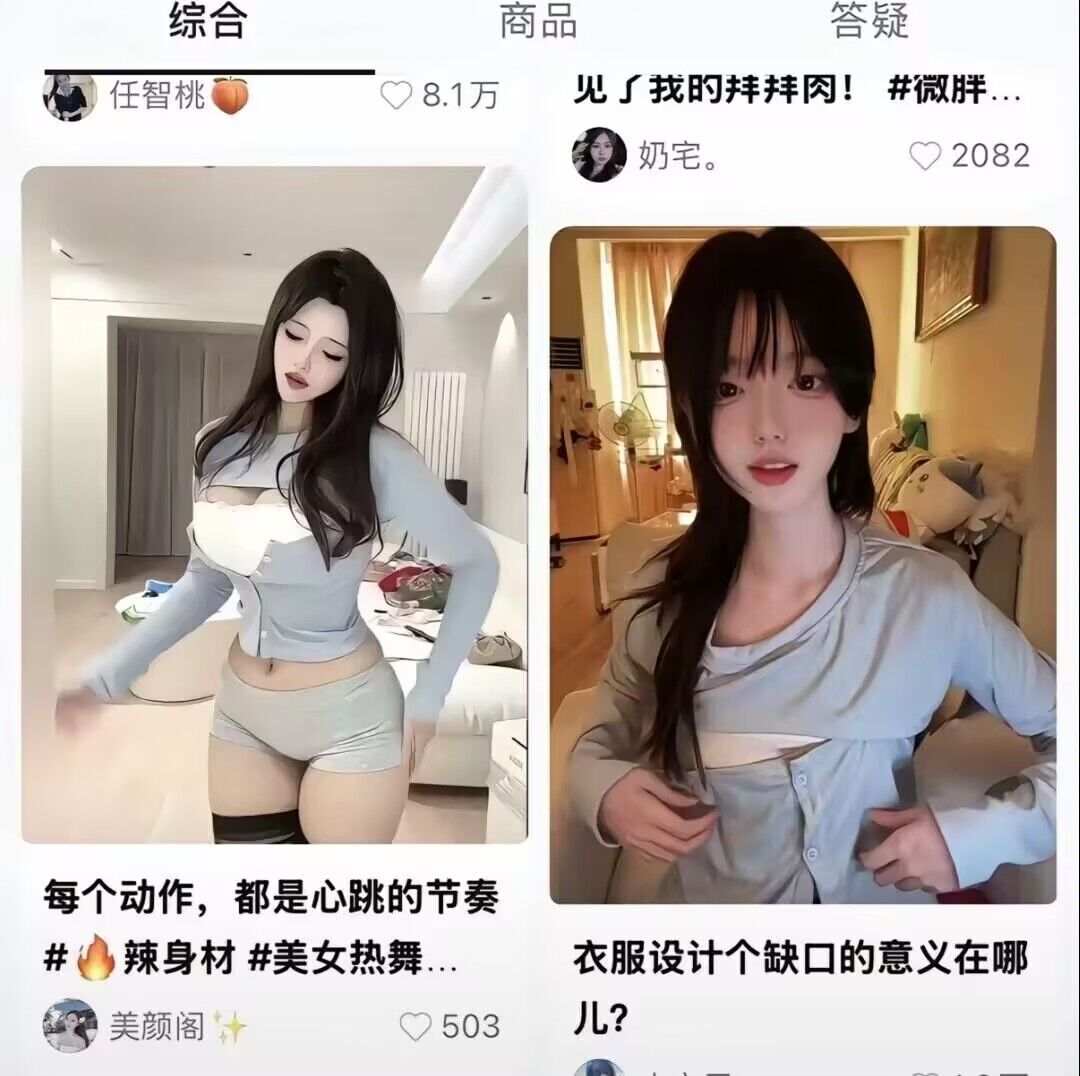 综合
商品
答疑
任智桃🍑
8.1万
每个动作，都是心跳的节奏
#🔥辣身材 #美女热舞…
美颜阁✨
503
见了我的拜拜肉！ #微胖…
奶宅。
2082
衣服设计个缺口的意义在哪
儿?